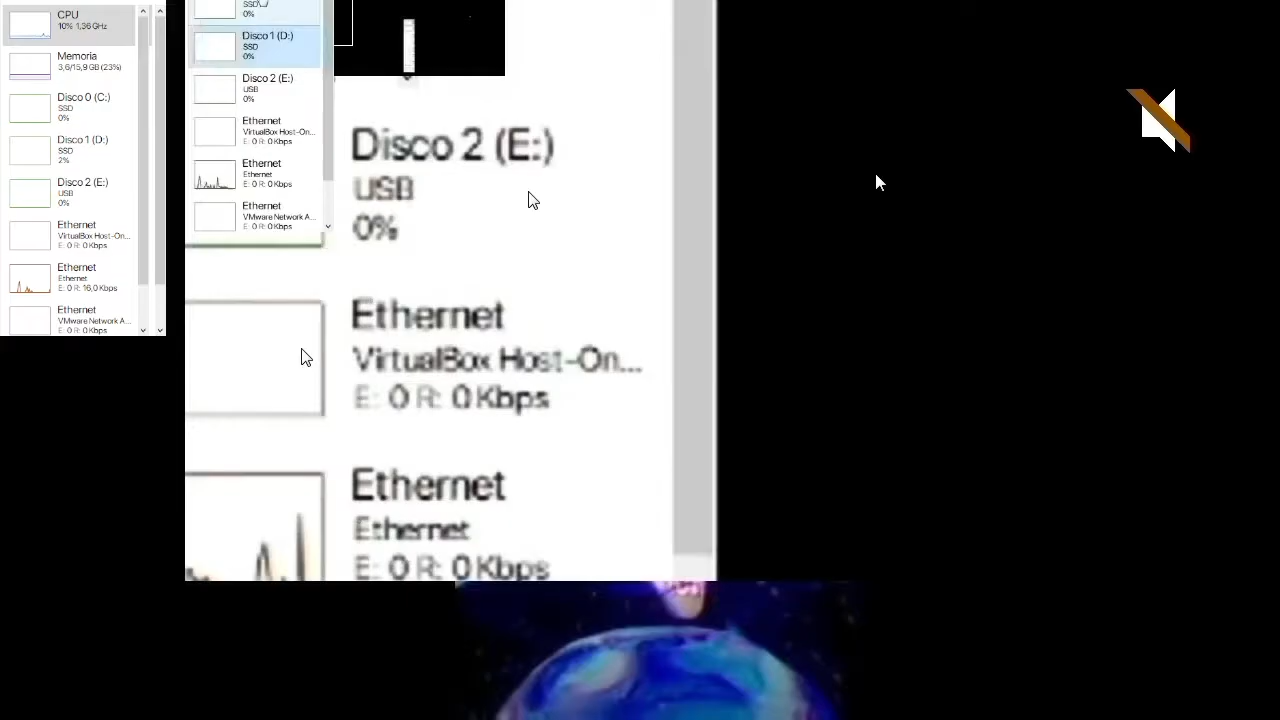 CPU
10% 1,36 GHz
Memoria
3,6/15,9 GB (23%)
Disco 0 (C:)
SSD
0%
Disco 1 (D:)
SSD
2%
Disco 2 (E:)
USB
0%
Ethernet
VirtualBox Host-On...
E: 0 R: 0 Kbps
Ethernet
Ethernet
E: 0 R: 16,0 Kbps
Ethernet
VMware Network A...
E: 0 R: 0 Kbps
0%
Disco 1 (D:)
SSD
0%
Disco 2 (E:)
USB
0%
Ethernet
VirtualBox Host-On...
E: 0 R: 0 Kbps
Ethernet
Ethernet
E: 0 R: 0 Kbps
Ethernet
VMware Network A...
E: 0 R: 0 Kbps
Disco 2 (E:)
USB
0%
Ethernet
VirtualBox Host-On...
E: 0 R: 0 Kbps
Ethernet
Ethernet
E: 0 R: 0 Kbps